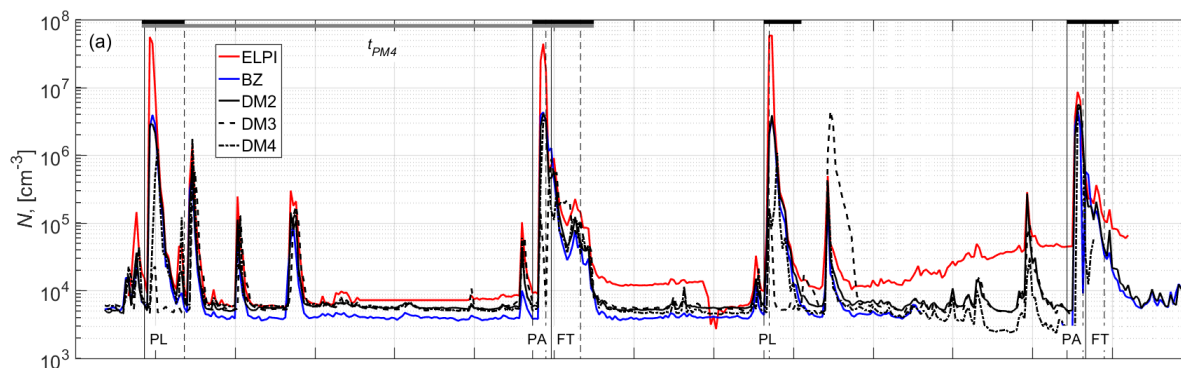 (a)
t_PM4
ELPI
BZ
DM2
DM3
DM4
N, [cm^-3]
10^8
10^7
10^6
10^5
10^4
10^3
PL PA FT PL PA FT